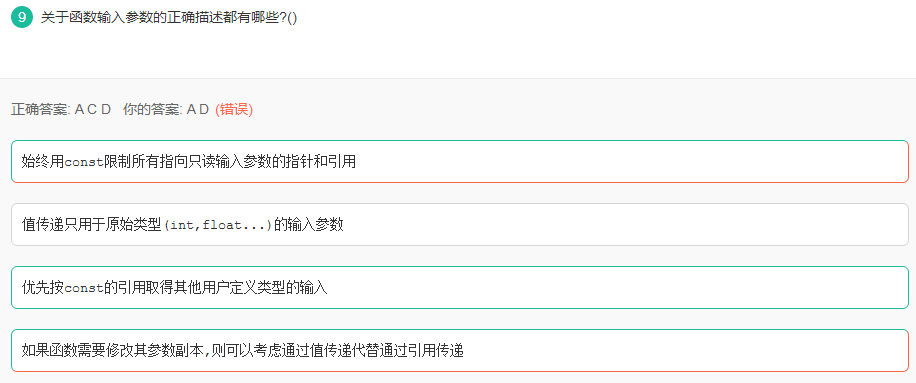 9 关于函数输入参数的正确描述都有哪些?()
正确答案: A C D 你的答案: A D (错误)
始终用const限制所有指向只读输入参数的指针和引用
值传递只用于原始类型(int,float...)的输入参数
优先按const的引用取得其他用户定义类型的输入
如果函数需要修改其参数副本,则可以考虑通过值传递代替通过引用传递